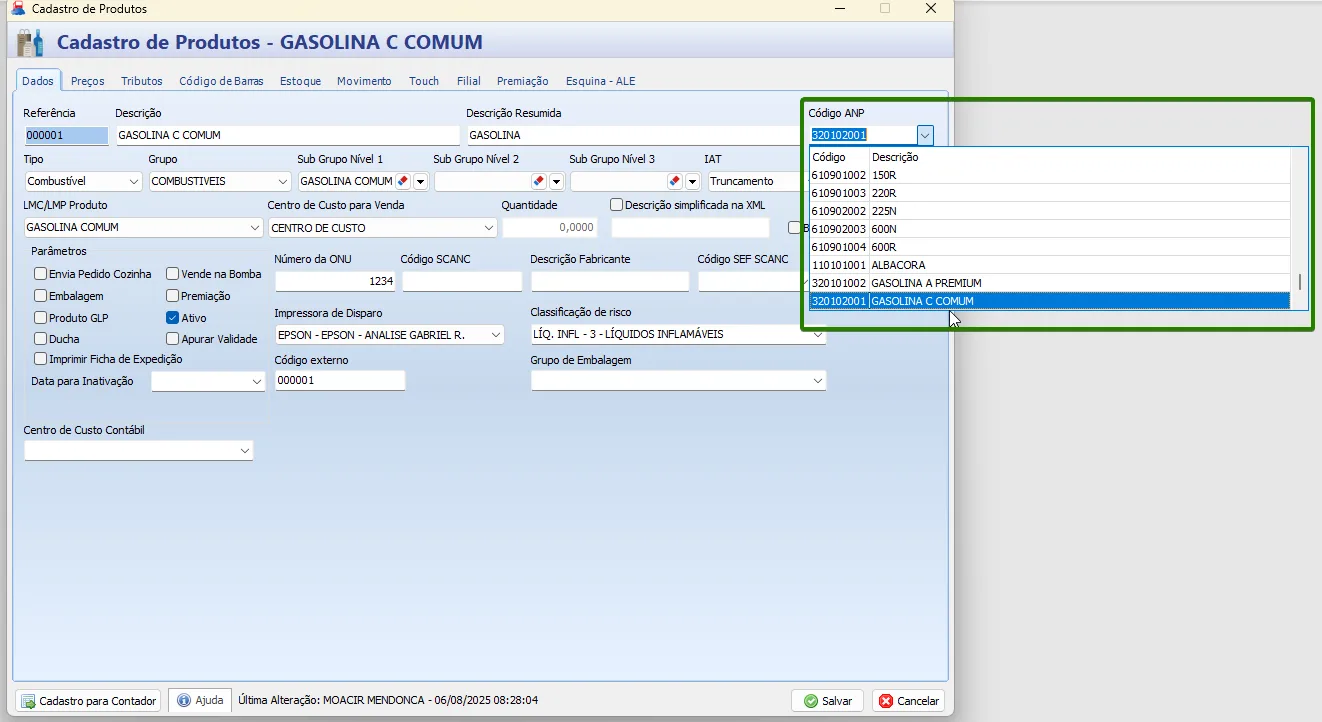 Cadastro de Produtos
Cadastro de Produtos - GASOLINA C COMUM
Dados Preços Tributos Código de Barras Estoque Movimento Touch Filial Premiação Esquina - ALE
Referência Descrição Descrição Resumida Código ANP
000001 GASOLINA C COMUM GASOLINA 320102001
Tipo Grupo Sub Grupo Nível 1 Sub Grupo Nível 2 Sub Grupo Nível 3 IAT
Combustível COMBUSTIVEIS GASOLINA COMUM Truncamento
LMC/LMP Produto Centro de Custo para Venda Quantidade Descrição simplificada na XML
GASOLINA COMUM CENTRO DE CUSTO 0,0000
Código Descrição
610901002 150R
610901003 220R
610902002 225N
610902003 600N
610901004 600R
110101001 ALBACORA
320101002 GASOLINA A PREMIUM
320102001 GASOLINA C COMUM
Parâmetros
Envia Pedido Cozinha Vende na Bomba
Embalagem Premiação
Produto GLP Ativo
Ducha Apurar Validade
Imprimir Ficha de Expedição
Data para Inativação
Número da ONU Código SCANC Descrição Fabricante Código SEF SCANC
1234
Impressora de Disparo Classificação de risco
EPSON - EPSON - ANALISE GABRIEL R. LÍQ. INFL - 3 - LÍQUIDOS INFLAMÁVEIS
Código externo Grupo de Embalagem
000001
Centro de Custo Contábil
Cadastro para Contador Ajuda Última Alteração: MOACIR MENDONCA - 06/08/2025 08:28:04 Salvar Cancelar